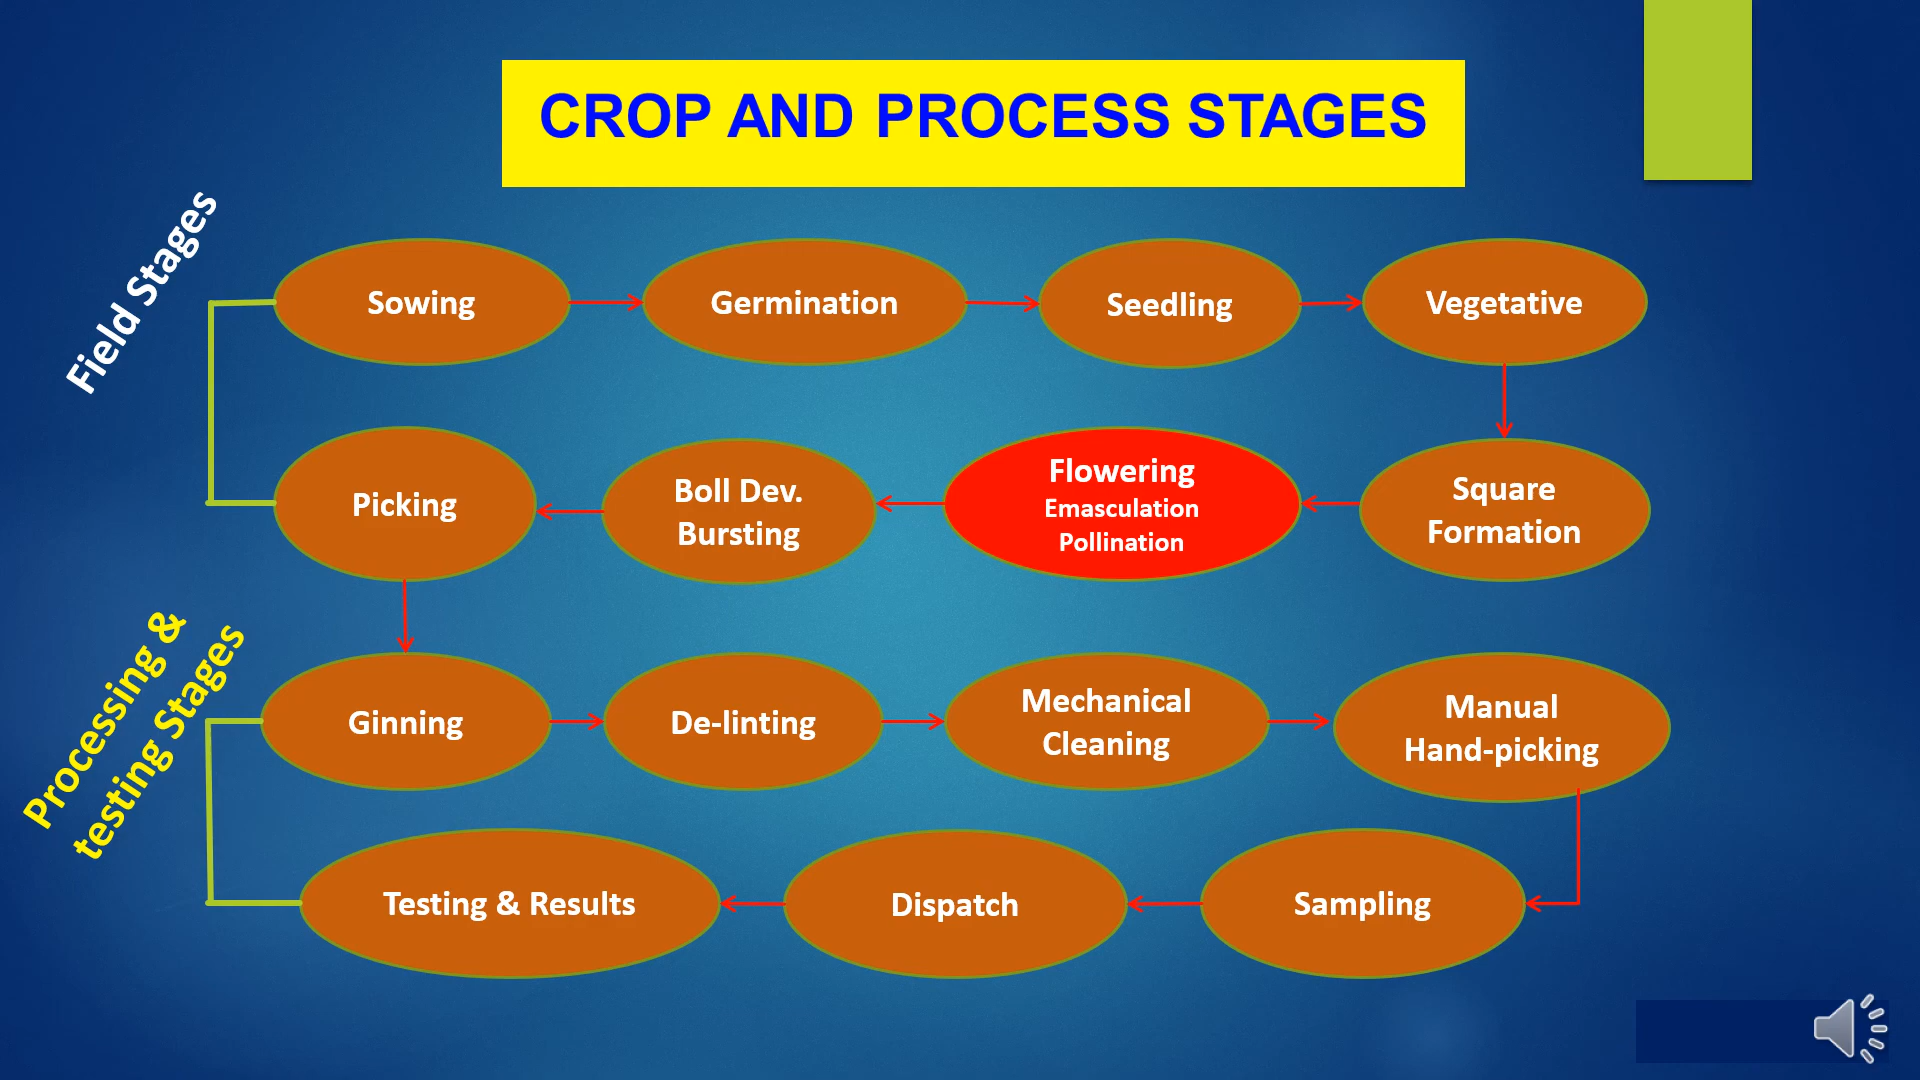 CROP AND PROCESS STAGES
Field Stages
Sowing
Germination
Seedling
Vegetative
Square
Formation
Flowering
Emasculation
Pollination
Boll Dev.
Bursting
Picking
Processing &
testing Stages
Ginning
De-linting
Mechanical
Cleaning
Manual
Hand-picking
Sampling
Dispatch
Testing & Results